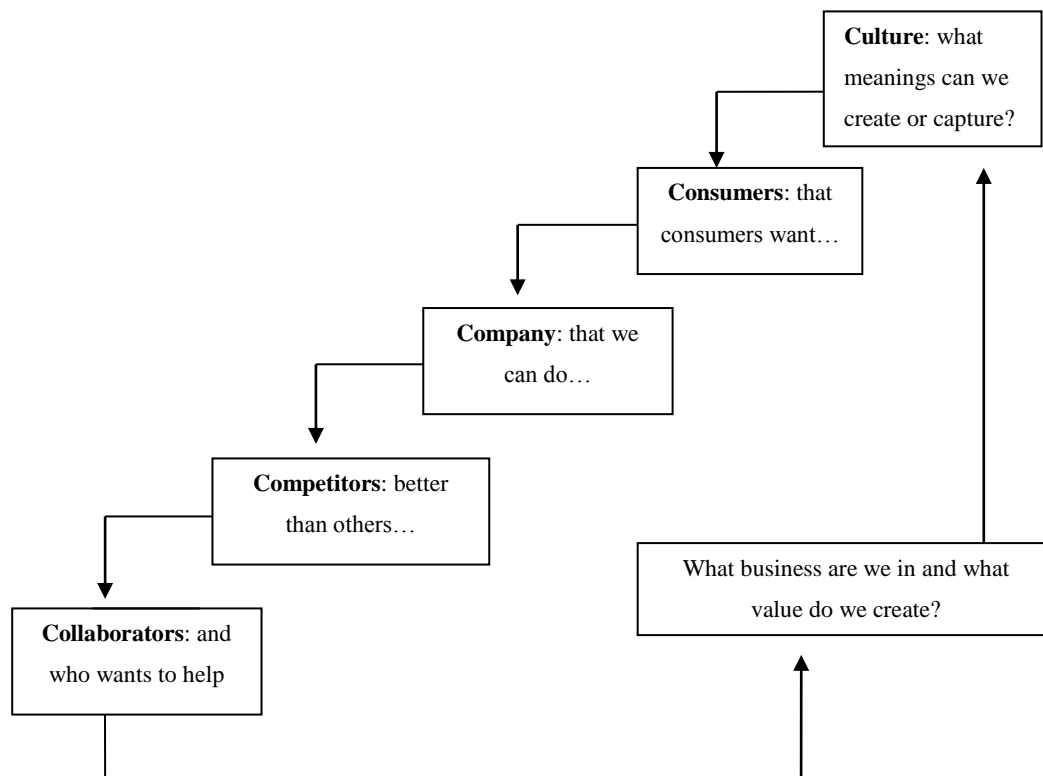 Culture: what
meanings can we
create or capture?
Consumers: that
consumers want…
Company: that we
can do…
Competitors: better
than others…
What business are we in and what
value do we create?
Collaborators: and
who wants to help